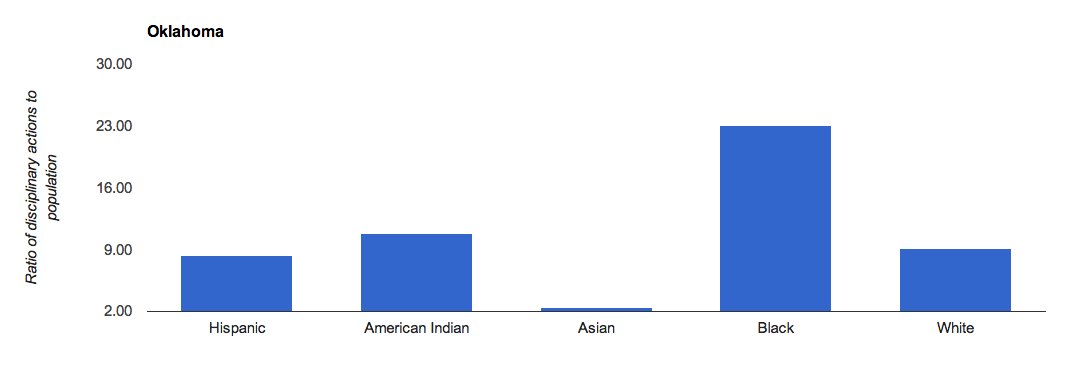 Oklahoma
Ratio of disciplinary actions to
population
30.00
23.00
16.00
9.00
2.00
Hispanic
American Indian
Asian
Black
White